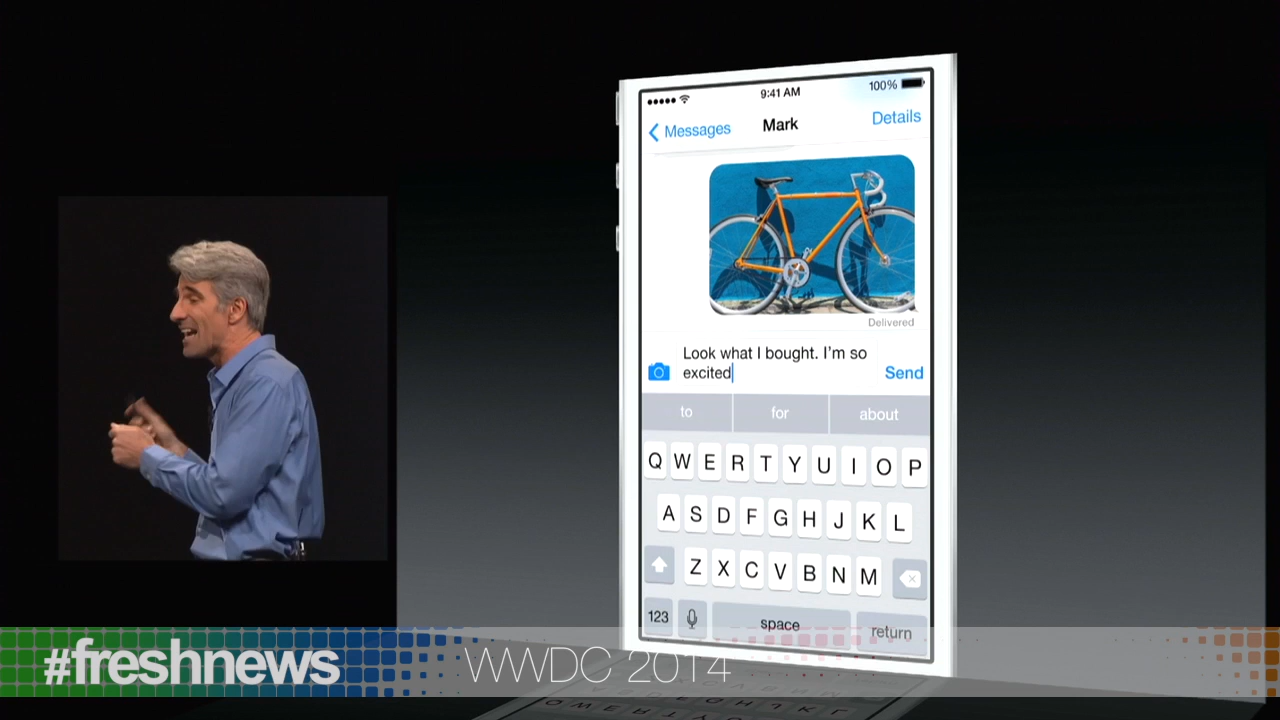 100%
9:41 AM
Messages
Mark
Details
Delivered
Look what I bought. I'm so
excited
Send
to
for
about
Q W E R T Y U I O P
A S D F G H J K L
Z X C V B N M
123
space
return
#freshnews
WWDC 2014